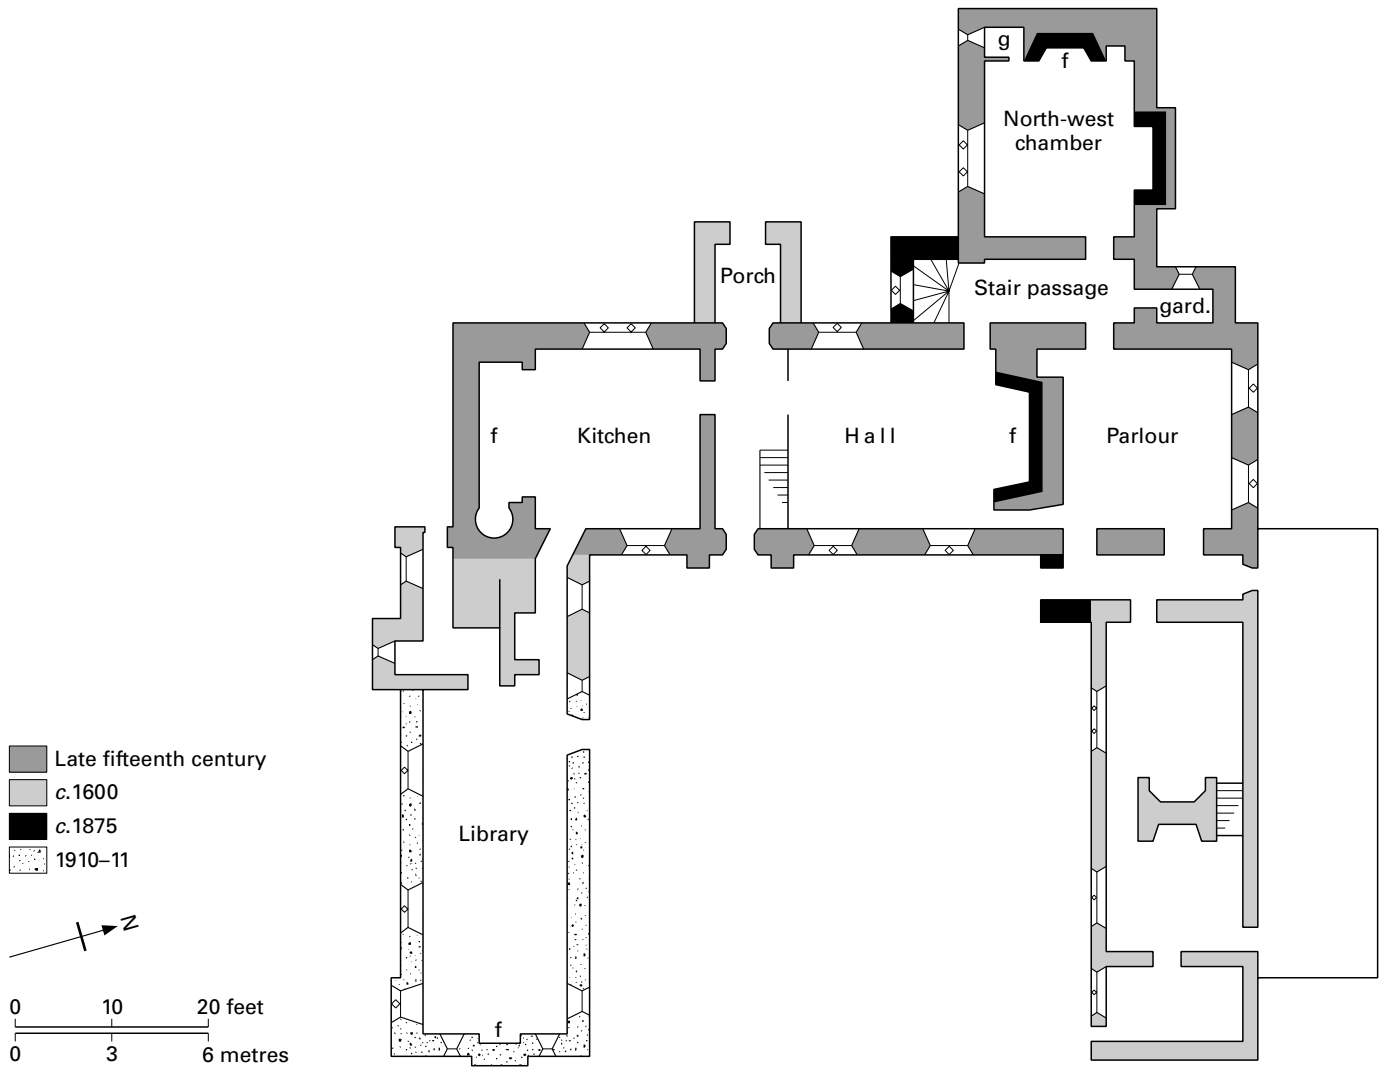 g
f
North-west
chamber
Porch
Stair passage
gard.
f
Kitchen
Hall
f
Parlour
Late fifteenth century
c.1600
c.1875
1910–11
Library
N
0 10 20 feet
0 3 6 metres
f